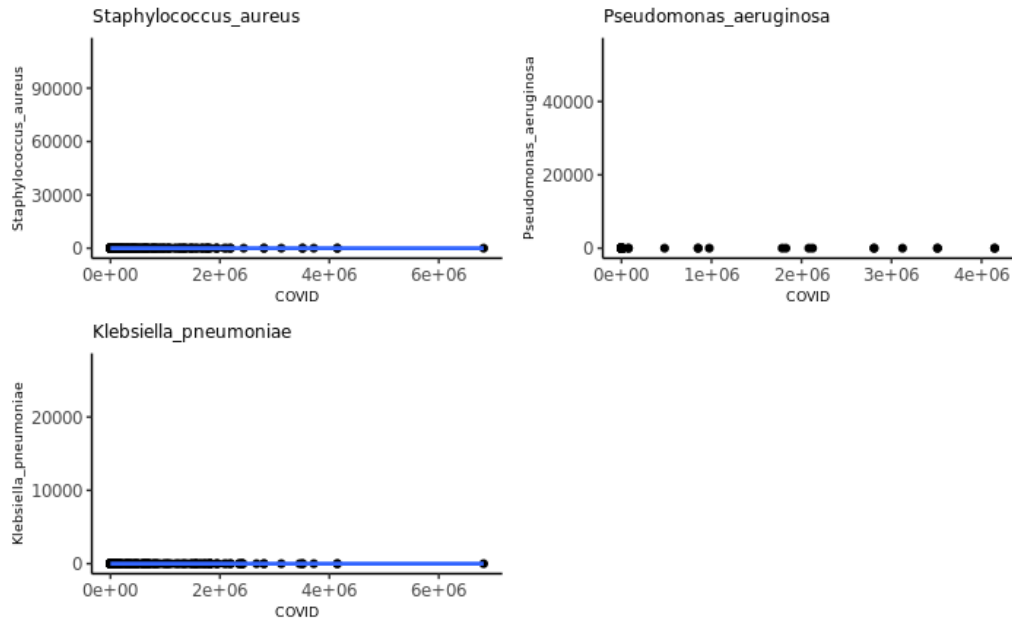 Staphylococcus_aureus
Staphylococcus_aureus
90000
60000
30000
0
0e+00 2e+06 4e+06 6e+06
COVID
Pseudomonas_aeruginosa
Pseudomonas_aeruginosa
40000
20000
0
0e+00 1e+06 2e+06 3e+06 4e+06
COVID
Klebsiella_pneumoniae
Klebsiella_pneumoniae
20000
10000
0
0e+00 2e+06 4e+06 6e+06
COVID